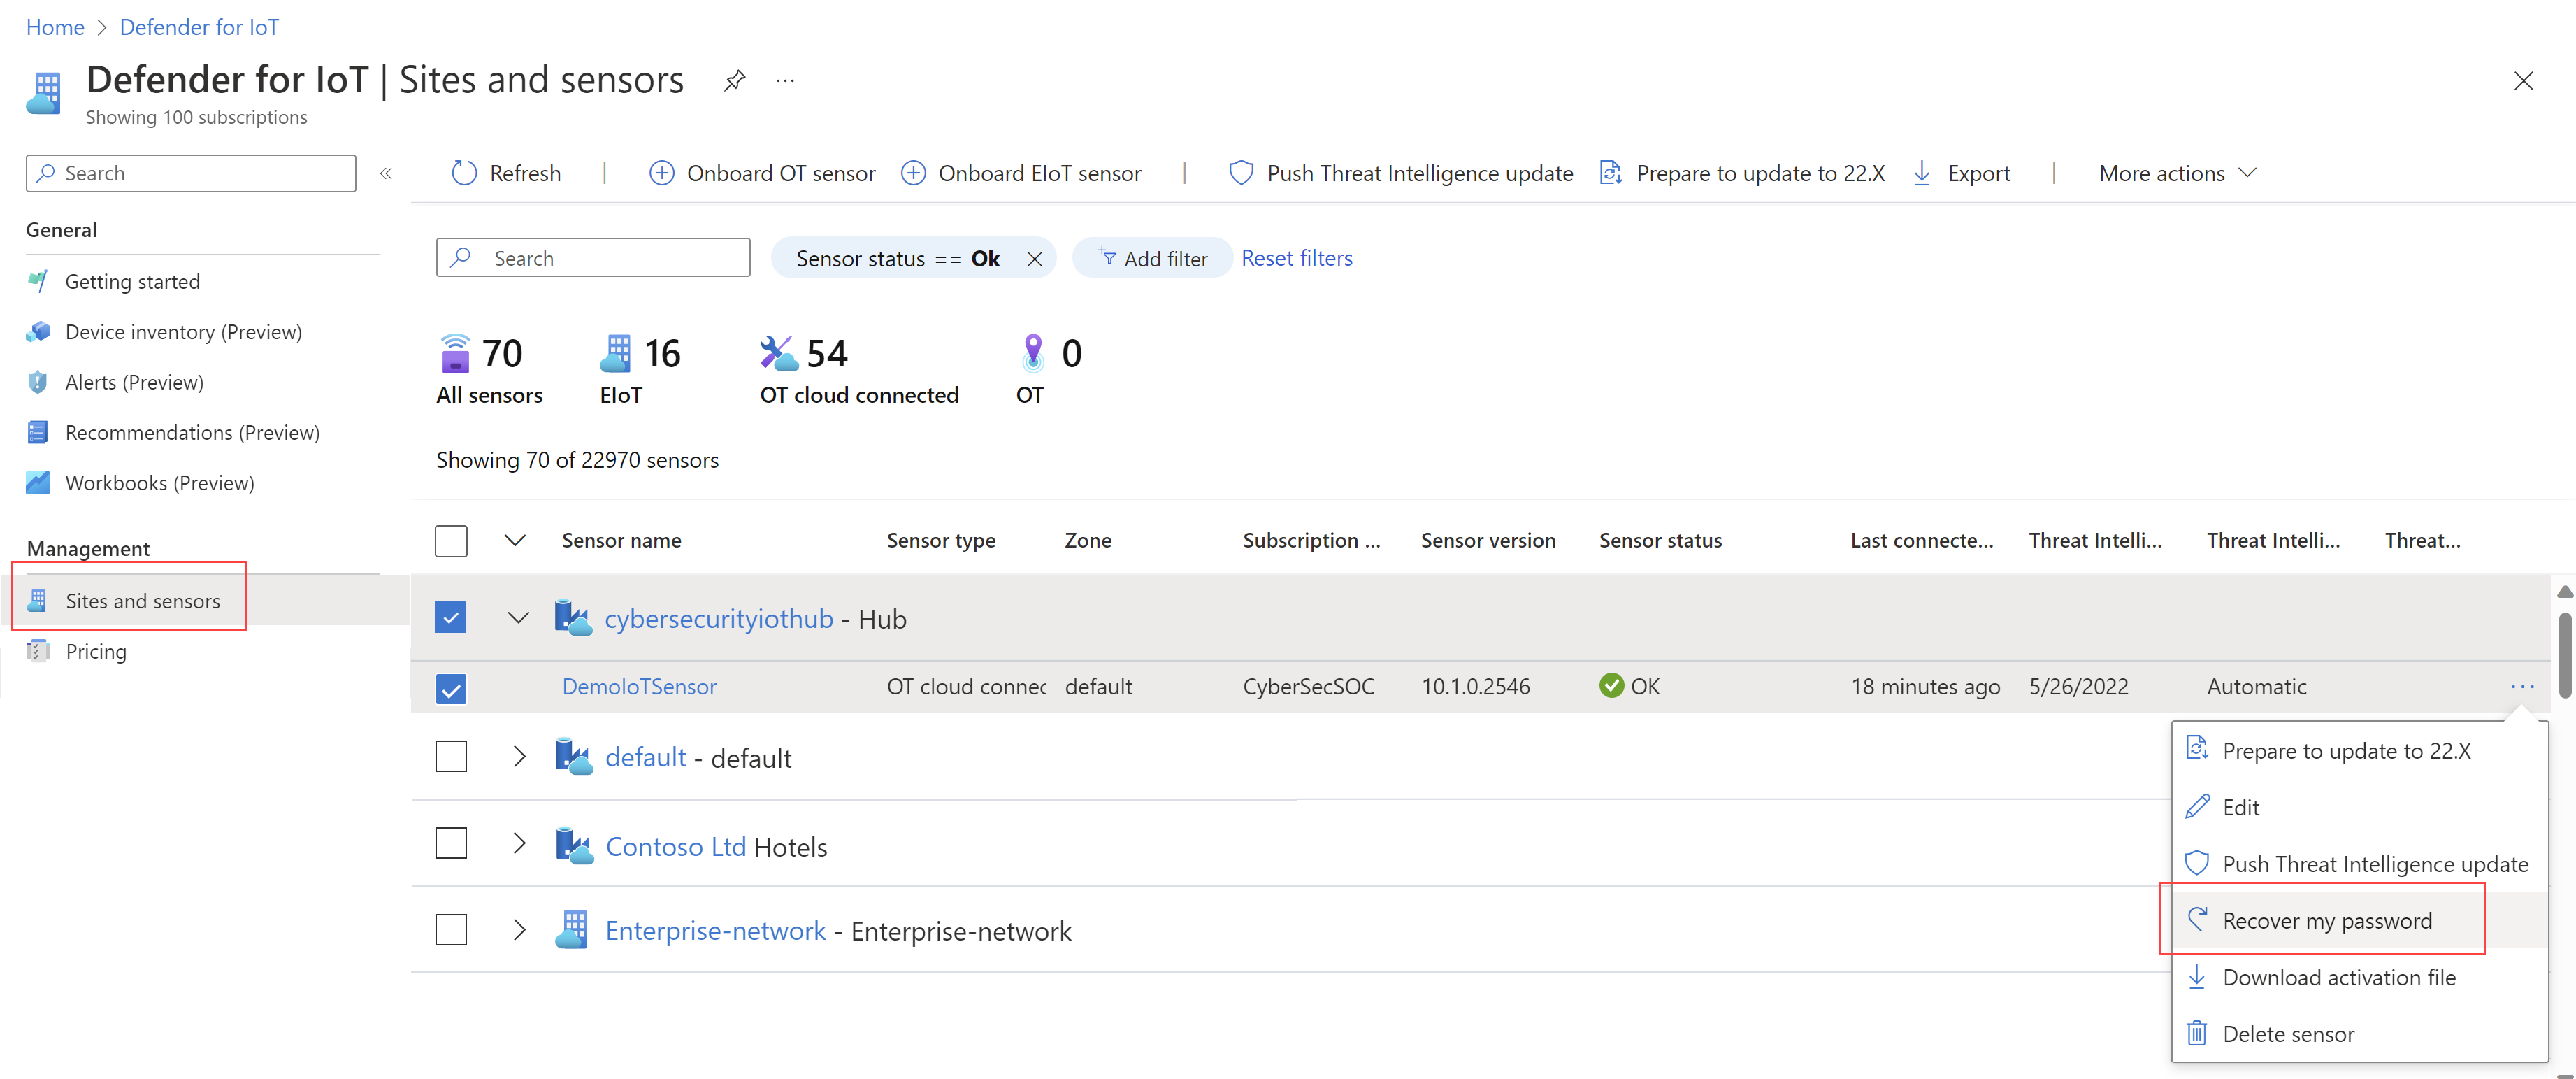 Home > Defender for IoT
Defender for IoT | Sites and sensors ...
Showing 100 subscriptions
Search «
General
Getting started
Device inventory (Preview)
Alerts (Preview)
Recommendations (Preview)
Workbooks (Preview)
Management
Sites and sensors
Pricing
Refresh | Onboard OT sensor Onboard EIoT sensor | Push Threat Intelligence update Prepare to update to 22.X Export | More actions
Search Sensor status == Ok Add filter Reset filters
70 16 54 0
All sensors EIoT OT cloud connected OT
Showing 70 of 22970 sensors
Sensor name Sensor type Zone Subscription ... Sensor version Sensor status Last connecte... Threat Intelli... Threat Intelli... Threat...
cybersecurityiothub - Hub
DemoIoTSensor OT cloud connec default CyberSecSOC 10.1.0.2546 OK 18 minutes ago 5/26/2022 Automatic ...
default - default
Contoso Ltd Hotels
Enterprise-network - Enterprise-network
Prepare to update to 22.X
Edit
Push Threat Intelligence update
Recover my password
Download activation file
Delete sensor